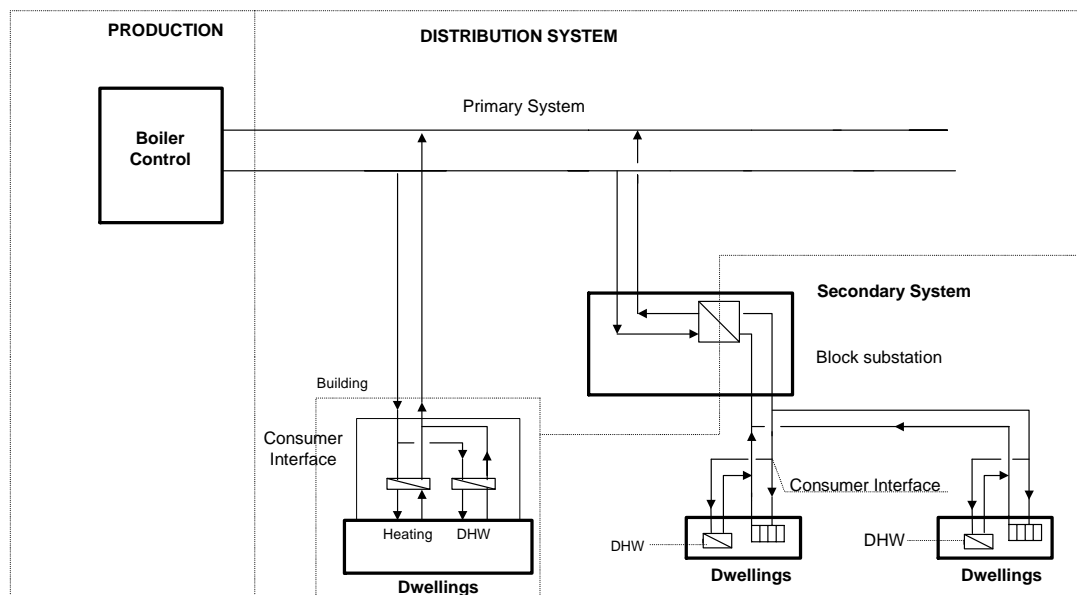 PRODUCTION
DISTRIBUTION SYSTEM
Primary System
Boiler
Control
Secondary System
Block substation
Building
Consumer
Interface
Consumer Interface
Heating
DHW
DHW
DHW
Dwellings
Dwellings
Dwellings